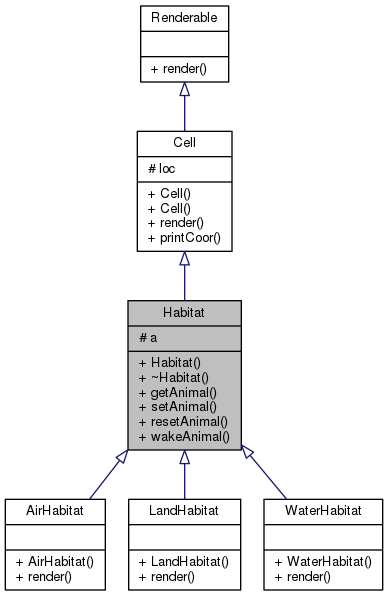 Renderable
+ render()
Cell
# loc
+ Cell()
+ Cell()
+ render()
+ printCoor()
Habitat
# a
+ Habitat()
+ ~Habitat()
+ getAnimal()
+ setAnimal()
+ resetAnimal()
+ wakeAnimal()
AirHabitat
+ AirHabitat()
+ render()
LandHabitat
+ LandHabitat()
+ render()
WaterHabitat
+ WaterHabitat()
+ render()